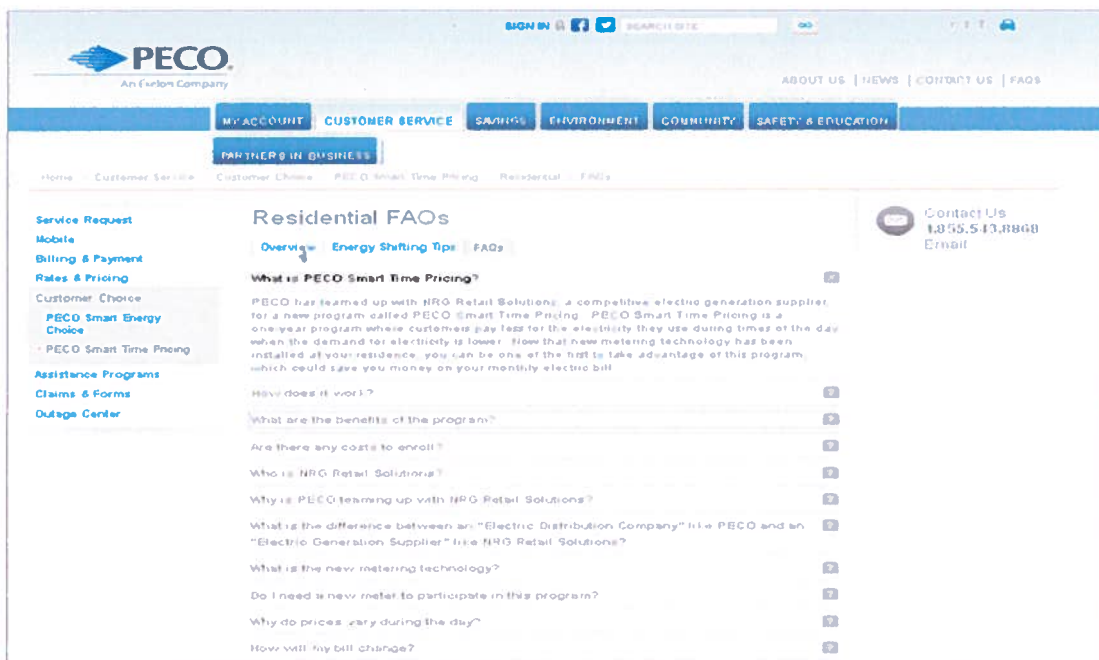 SIGN IN
SEARCH SITE
PECO.
An Exelon Company
ABOUT US | NEWS | CONTACT US | FAQS
MY ACCOUNT CUSTOMER SERVICE SAVINGS ENVIRONMENT COMMUNITY SAFETY & EDUCATION
PARTNERS IN BUSINESS
Home Customer Service Customer Choice PECO Smart Time Pricing Residential FAQs
Service Request
Mobile
Billing & Payment
Rates & Pricing
Customer Choice
PECO Smart Energy
Choice
PECO Smart Time Pricing
Assistance Programs
Claims & Forms
Outage Center
Residential FAQs
Overview Energy Shifting Tips FAQs
What is PECO Smart Time Pricing?
PECO has teamed up with NRG Retail Solutions, a competitive electric generation supplier,
for a new program called PECO Smart Time Pricing. PECO Smart Time Pricing is a
one-year program where customers pay less for the electricity they use during times of the day
when the demand for electricity is lower. Now that new metering technology has been
installed at your residence, you can be one of the first to take advantage of this program,
which could save you money on your monthly electric bill.
How does it work?
What are the benefits of the program?
Are there any costs to enroll?
Who is NRG Retail Solutions?
Why is PECO teaming up with NRG Retail Solutions?
What is the difference between an "Electric Distribution Company" like PECO and an
"Electric Generation Supplier" like NRG Retail Solutions?
What is the new metering technology?
Do I need a new meter to participate in this program?
Why do prices vary during the day?
How will my bill change?
Contact Us
1.855.543.8868
Email